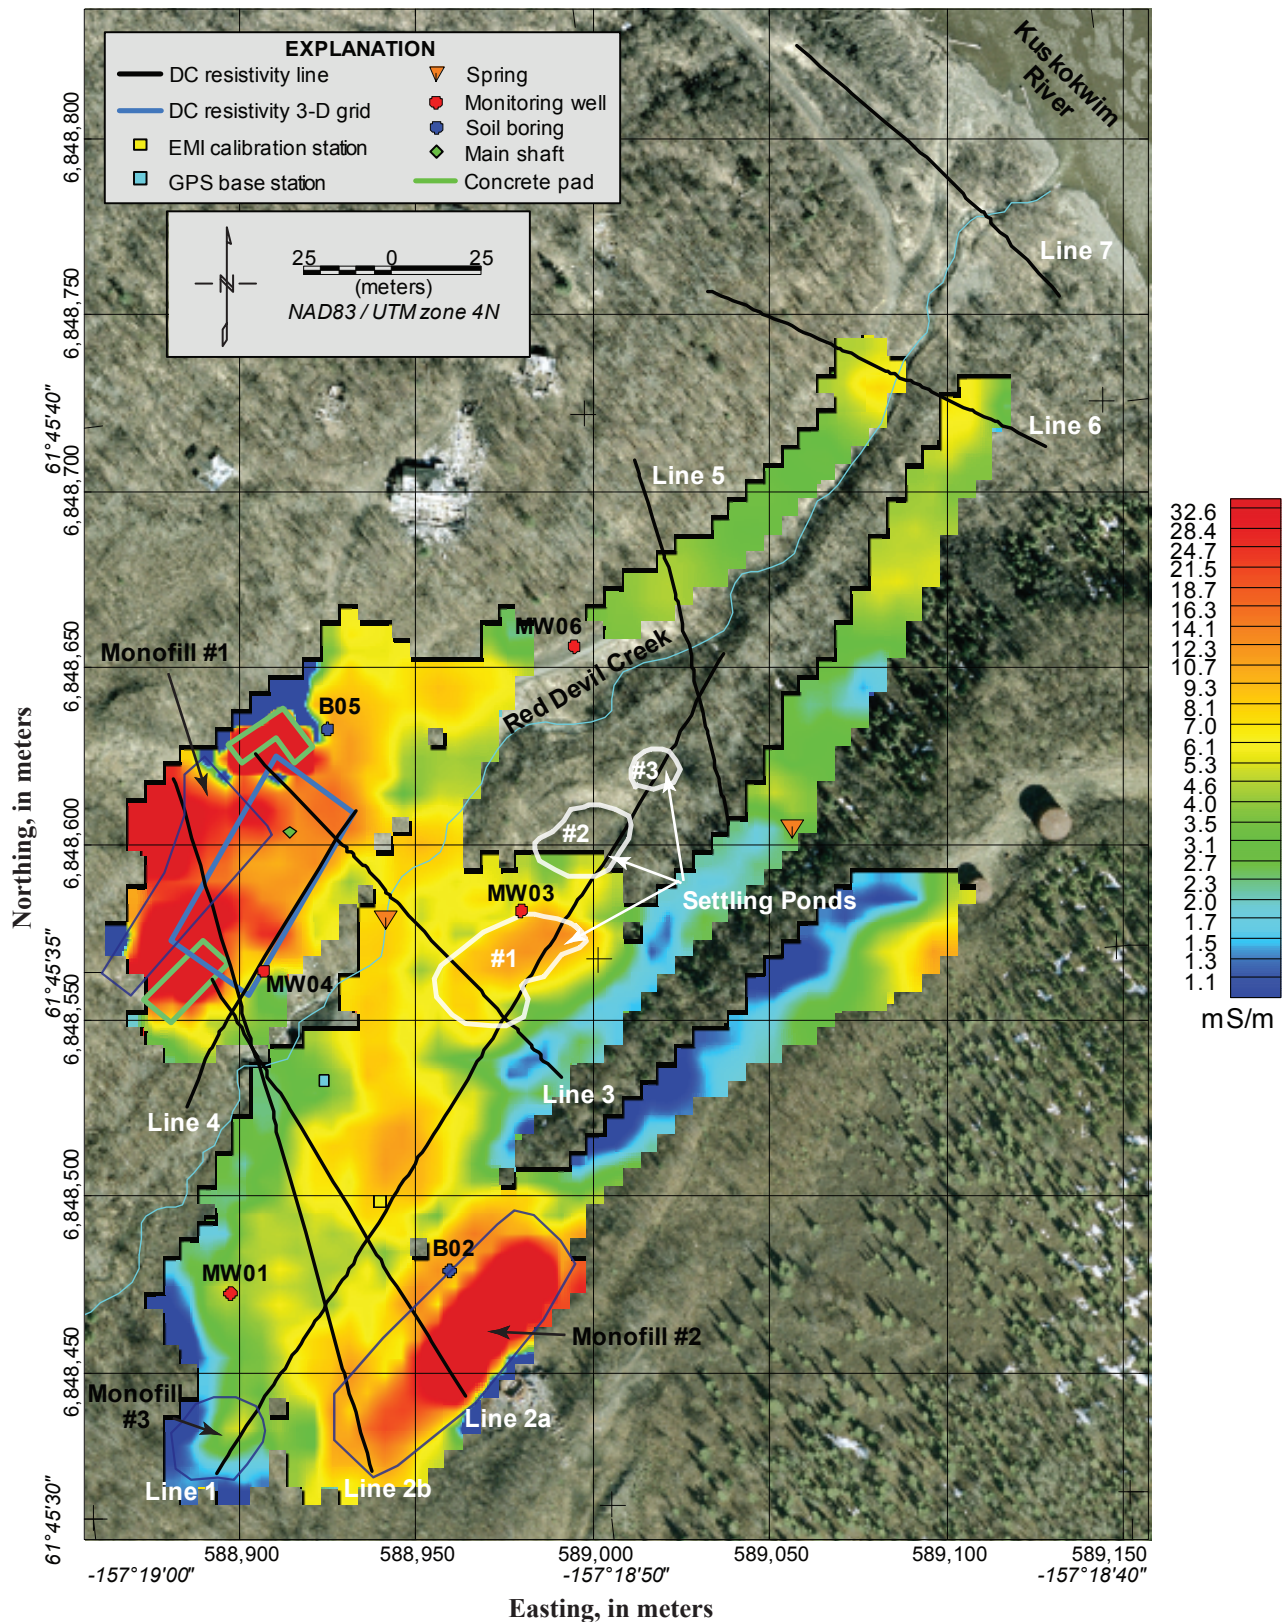 EXPLANATION
DC resistivity line
DC resistivity 3-D grid
EMI calibration station
GPS base station
Spring
Monitoring well
Soil boring
Main shaft
Concrete pad
N
25 0 25
(meters)
NAD83 / UTM zone 4N
Kuskokwim
River
Line 7
Line 6
Line 5
MW06
Red Devil Creek
Monofill #1
B05
#3
#2
MW03
Settling Ponds
#1
MW04
Line 3
Line 4
B02
MW01
Monofill #2
Monofill
#3
Line 2a
Line 1
Line 2b
6,848,800
6,848,750
6,848,700
6,848,650
6,848,600
6,848,550
6,848,500
6,848,450
61°45'40"
61°45'35"
61°45'30"
Northing, in meters
588,900
588,950
589,000
589,050
589,100
589,150
-157°19'00"
-157°18'50"
-157°18'40"
Easting, in meters
32.6
28.4
24.7
21.5
18.7
16.3
14.1
12.3
10.7
9.3
8.1
7.0
6.1
5.3
4.6
4.0
3.5
3.1
2.7
2.3
2.0
1.7
1.5
1.3
1.1
mS/m